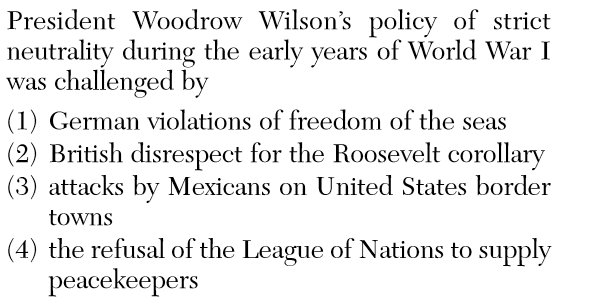 President Woodrow Wilson’s policy of strict
neutrality during the early years of World War I
was challenged by
(1) German violations of freedom of the seas
(2) British disrespect for the Roosevelt corollary
(3) attacks by Mexicans on United States border
towns
(4) the refusal of the League of Nations to supply
peacekeepers